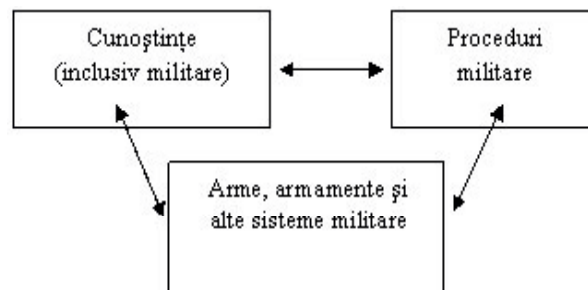 Cunoştinţe
(inclusiv militare)
Proceduri
militare
Arme, armamente şi
alte sisteme militare